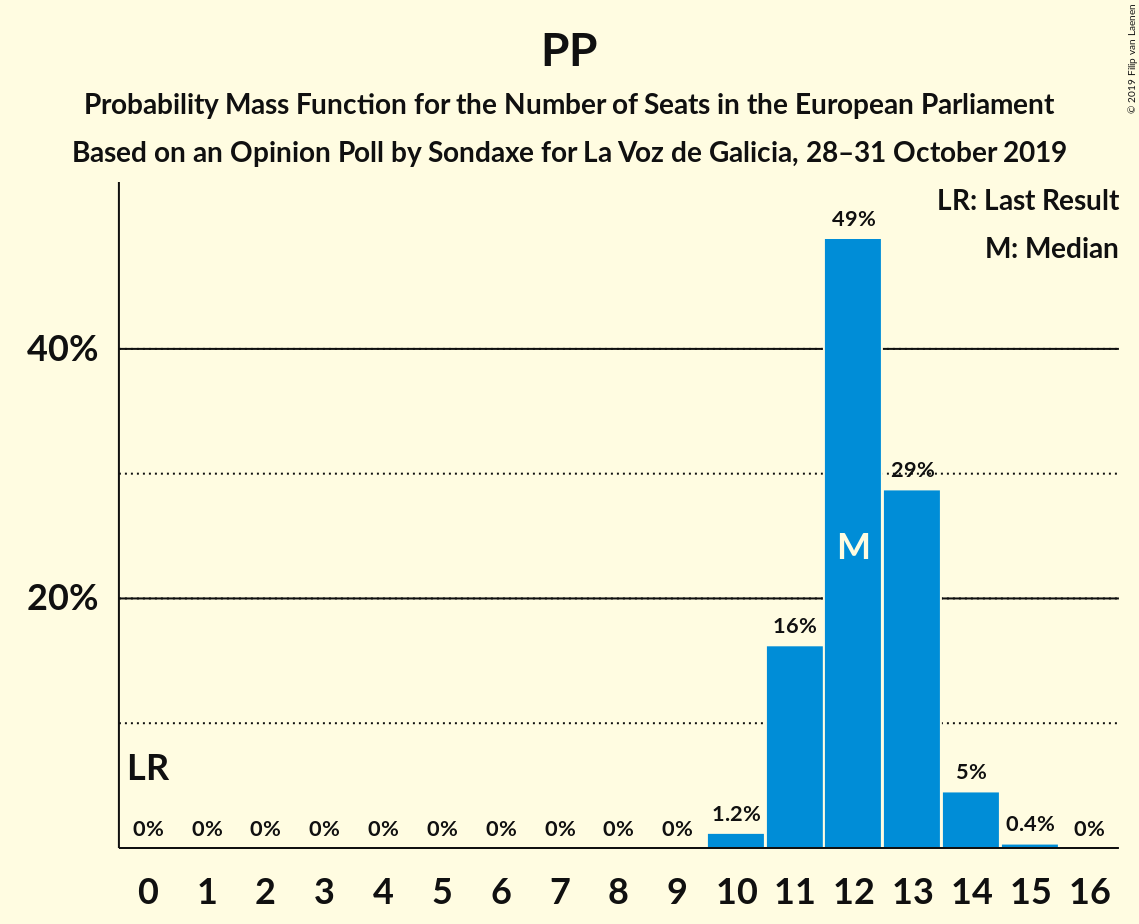 PP
Probability Mass Function for the Number of Seats in the European Parliament
Based on an Opinion Poll by Sondaxe for La Voz de Galicia, 28–31 October 2019
© 2019 Filip van Laenen
LR: Last Result
M: Median
49%
40%
29%
M
20%
16%
LR
5%
0% 0% 0% 0% 0% 0% 0% 0% 0% 0% 1.2% 0.4% 0%
0 1 2 3 4 5 6 7 8 9 10 11 12 13 14 15 16